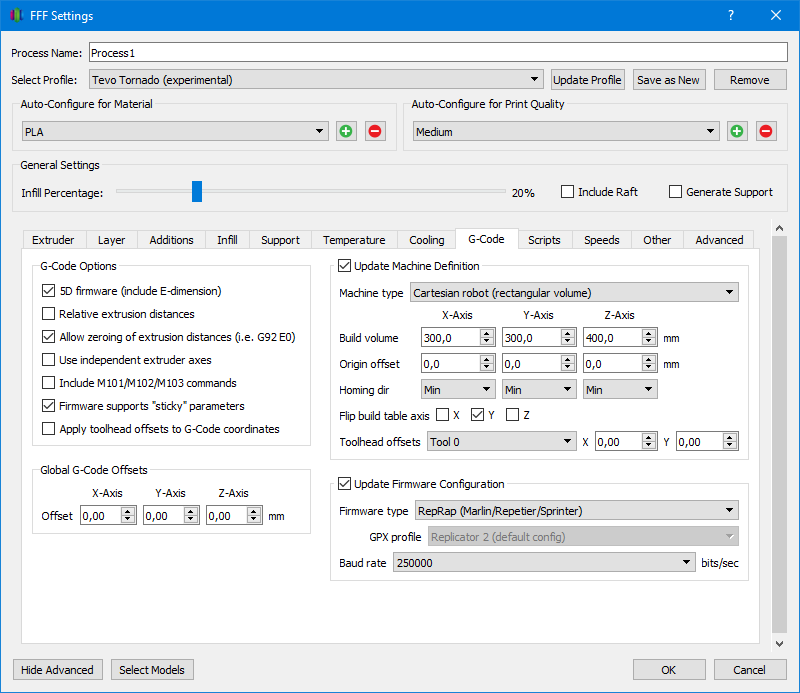 FFF Settings
Process Name: Process1
Select Profile: Tevo Tornado (experimental) Update Profile Save as New Remove
Auto-Configure for Material
PLA
Auto-Configure for Print Quality
Medium
General Settings
Infill Percentage: 20% Include Raft Generate Support
Extruder Layer Additions Infill Support Temperature Cooling G-Code Scripts Speeds Other Advanced
G-Code Options
5D firmware (include E-dimension)
Relative extrusion distances
Allow zeroing of extrusion distances (i.e. G92 E0)
Use independent extruder axes
Include M101/M102/M103 commands
Firmware supports "sticky" parameters
Apply toolhead offsets to G-Code coordinates
Global G-Code Offsets
X-Axis Y-Axis Z-Axis
Offset 0,00 0,00 0,00 mm
Update Machine Definition
Machine type Cartesian robot (rectangular volume)
X-Axis Y-Axis Z-Axis
Build volume 300,0 300,0 400,0 mm
Origin offset 0,0 0,0 0,0 mm
Homing dir Min Min Min
Flip build table axis X Y Z
Toolhead offsets Tool 0 X 0,00 Y 0,00
Update Firmware Configuration
Firmware type RepRap (Marlin/Repetier/Sprinter)
GPX profile Replicator 2 (default config)
Baud rate 250000 bits/sec
Hide Advanced Select Models OK Cancel